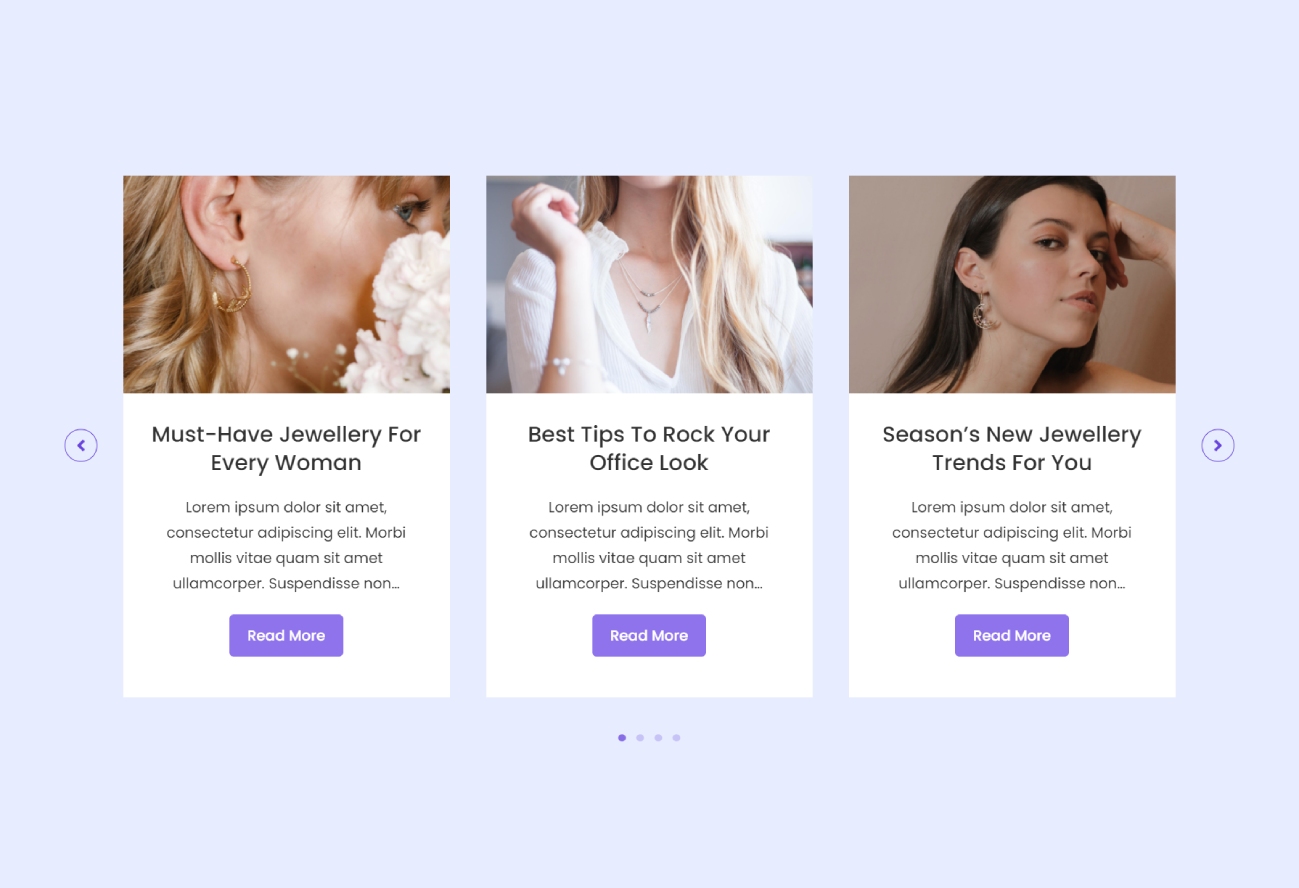 Must-Have Jewellery For
Every Woman
Lorem ipsum dolor sit amet,
consectetur adipiscing elit. Morbi
mollis vitae quam sit amet
ullamcorper. Suspendisse non...
Read More
Best Tips To Rock Your
Office Look
Lorem ipsum dolor sit amet,
consectetur adipiscing elit. Morbi
mollis vitae quam sit amet
ullamcorper. Suspendisse non...
Read More
Season’s New Jewellery
Trends For You
Lorem ipsum dolor sit amet,
consectetur adipiscing elit. Morbi
mollis vitae quam sit amet
ullamcorper. Suspendisse non...
Read More